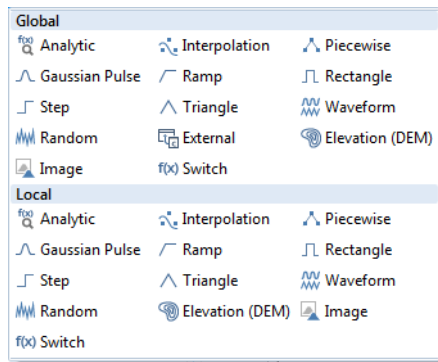 Global
Analytic Interpolation Piecewise
Gaussian Pulse Ramp Rectangle
Step Triangle Waveform
Random External Elevation (DEM)
Image f(x) Switch
Local
Analytic Interpolation Piecewise
Gaussian Pulse Ramp Rectangle
Step Triangle Waveform
Random Elevation (DEM) Image
f(x) Switch